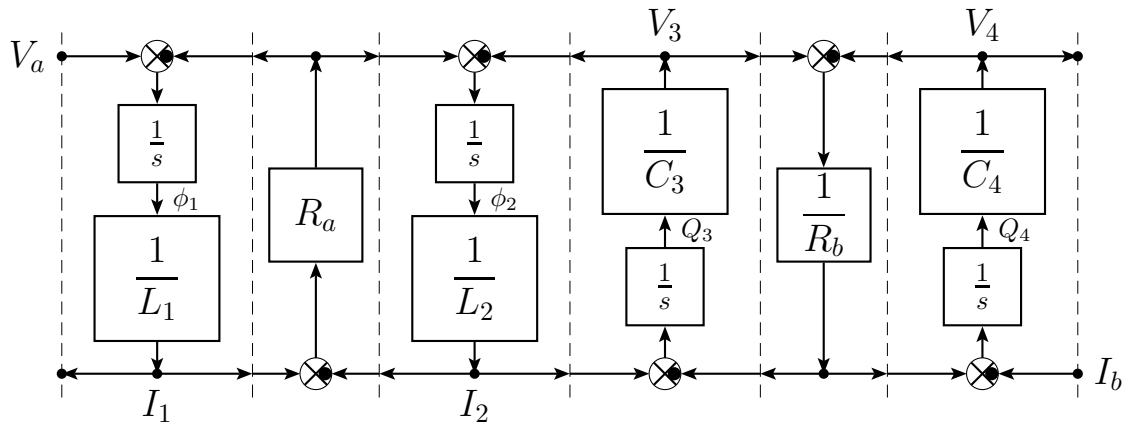 V_a V_3 V_4
1/s 1/s 1/C_3 1/C_4
ϕ_1 R_a ϕ_2 Q_3 1/R_b Q_4
1/L_1 1/L_2 1/s 1/s
I_1 I_2 I_b